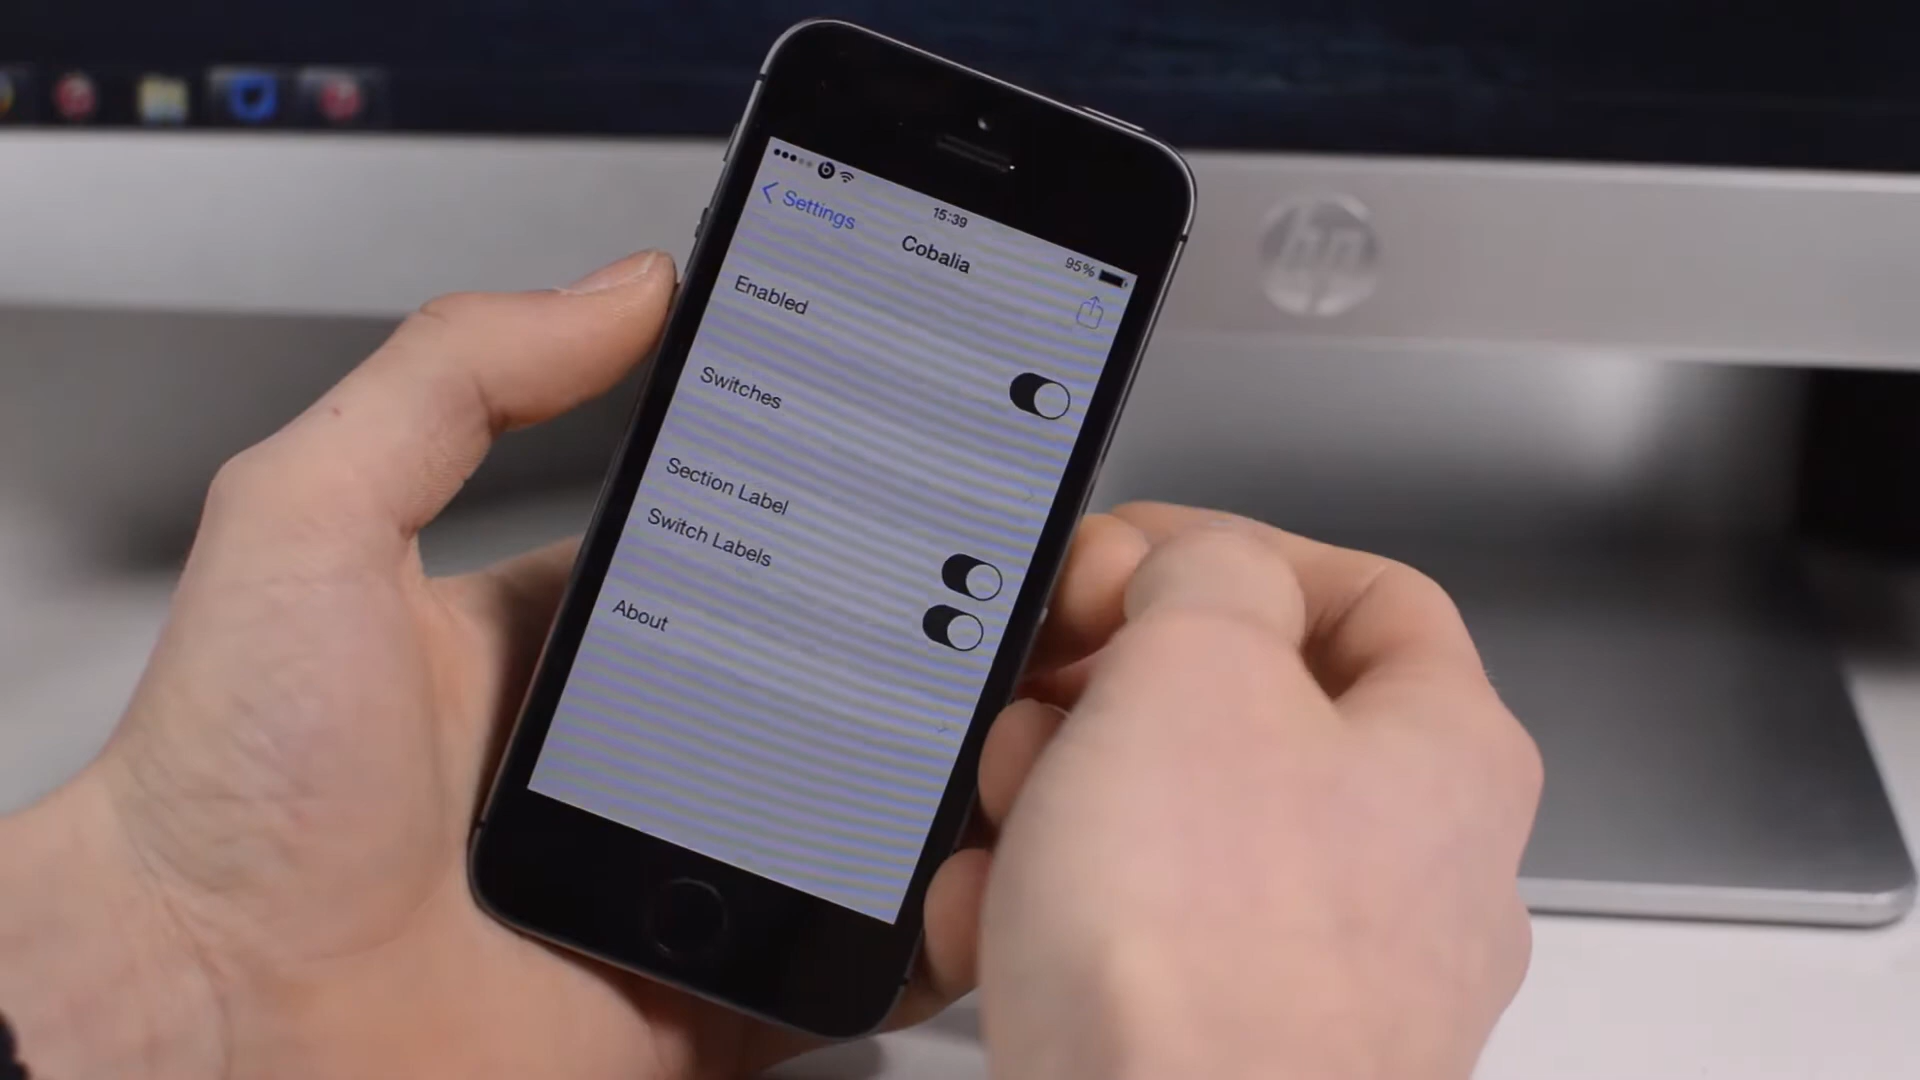 15:39
95%
Settings
Cobalia
Enabled
Switches
Section Label
Switch Labels
About
hp